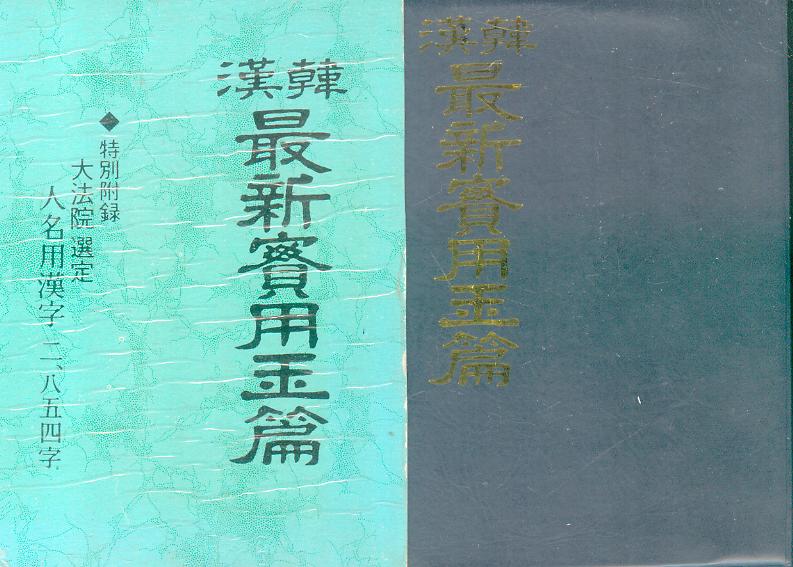 漢韓
最新實用玉篇
◆特別附録
大法院 選定
人名用漢字 二、八五四字
漢韓
最新實用玉篇